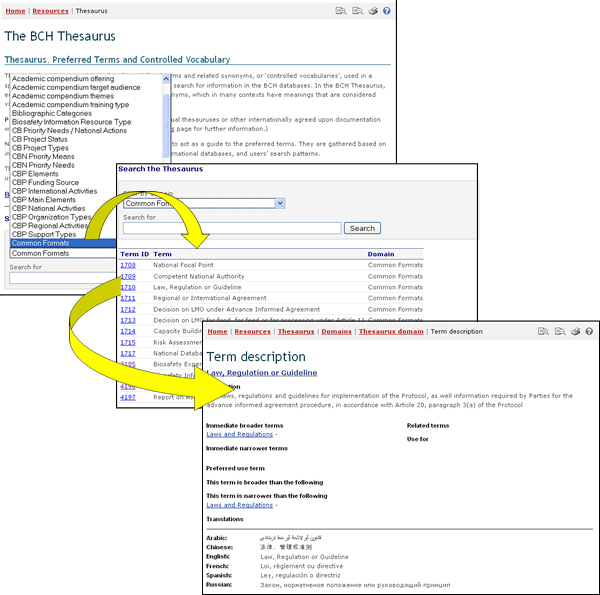 Home | Resources | Thesaurus
The BCH Thesaurus
Thesaurus. Preferred Terms and Controlled Vocabulary
ms and related synonyms, or 'controlled vocabularies', used in a
search for information in the BCH databases. In the BCH Thesaurus,
nyms, which in many contexts have meanings that are considered
ual thesauruses or other internationally agreed upon documentation
page for further information.)
to act as a guide to the preferred terms. They are gathered based on
rnational databases, and users' search patterns.
Academic compendium offering
Academic compendium target audience
Academic compendium themes
Academic compendium training type
Bibliographic Categories
Biosafety Information Resource Type
CB Priority Needs / National Actions
CB Project Status
CB Project Types
CBN Priority Means
CBN Priority Needs
CBP Elements
CBP Funding Source
CBP International Activities
CBP Main Elements
CBP National Activities
CBP Organization Types
CBP Regional Activities
CBP Support Types
Common Formats
Common Formats
Search for
Search the Thesaurus
Common Formats
Search for
Search
Term ID Term Domain
1708 National Focal Point Common Formats
1709 Competent National Authority Common Formats
1710 Law, Regulation or Guideline Common Formats
1711 Regional or International Agreement Common Formats
1712 Decision on LMO under Advance Informed Agreement Common Formats
1713 Decision on LMO for food, for feed or for processing under Article 11 Common Formats
1714 Capacity Buildin
1715 Risk Assessmen
1717 National Databa
3185 Biosafety Exper
Biosafety Infor
4196
4197 Report on As
Home | Resources | Thesaurus | Domains | Thesaurus domain | Term description
Term description
Law, Regulation or Guideline
laws, regulations and guidelines for implementation of the Protocol, as well information required by Parties for the
advance informed agreement procedure, in accordance with Article 20, paragraph 3(a) of the Protocol
Immediate broader terms Related terms
Laws and Regulations - Use for
Immediate narrower terms
Preferred use term
This term is broader than the following
This term is narrower than the following
Laws and Regulations -
Translations
Arabic: قانون أو لائحة أو خط ارشادى
Chinese: 法律、管理或准则
English: Law, Regulation or Guideline
French: Loi, règlement ou directive
Spanish: Ley, regulación o directriz
Russian: Закон, нормативное положение или руководящий принцип